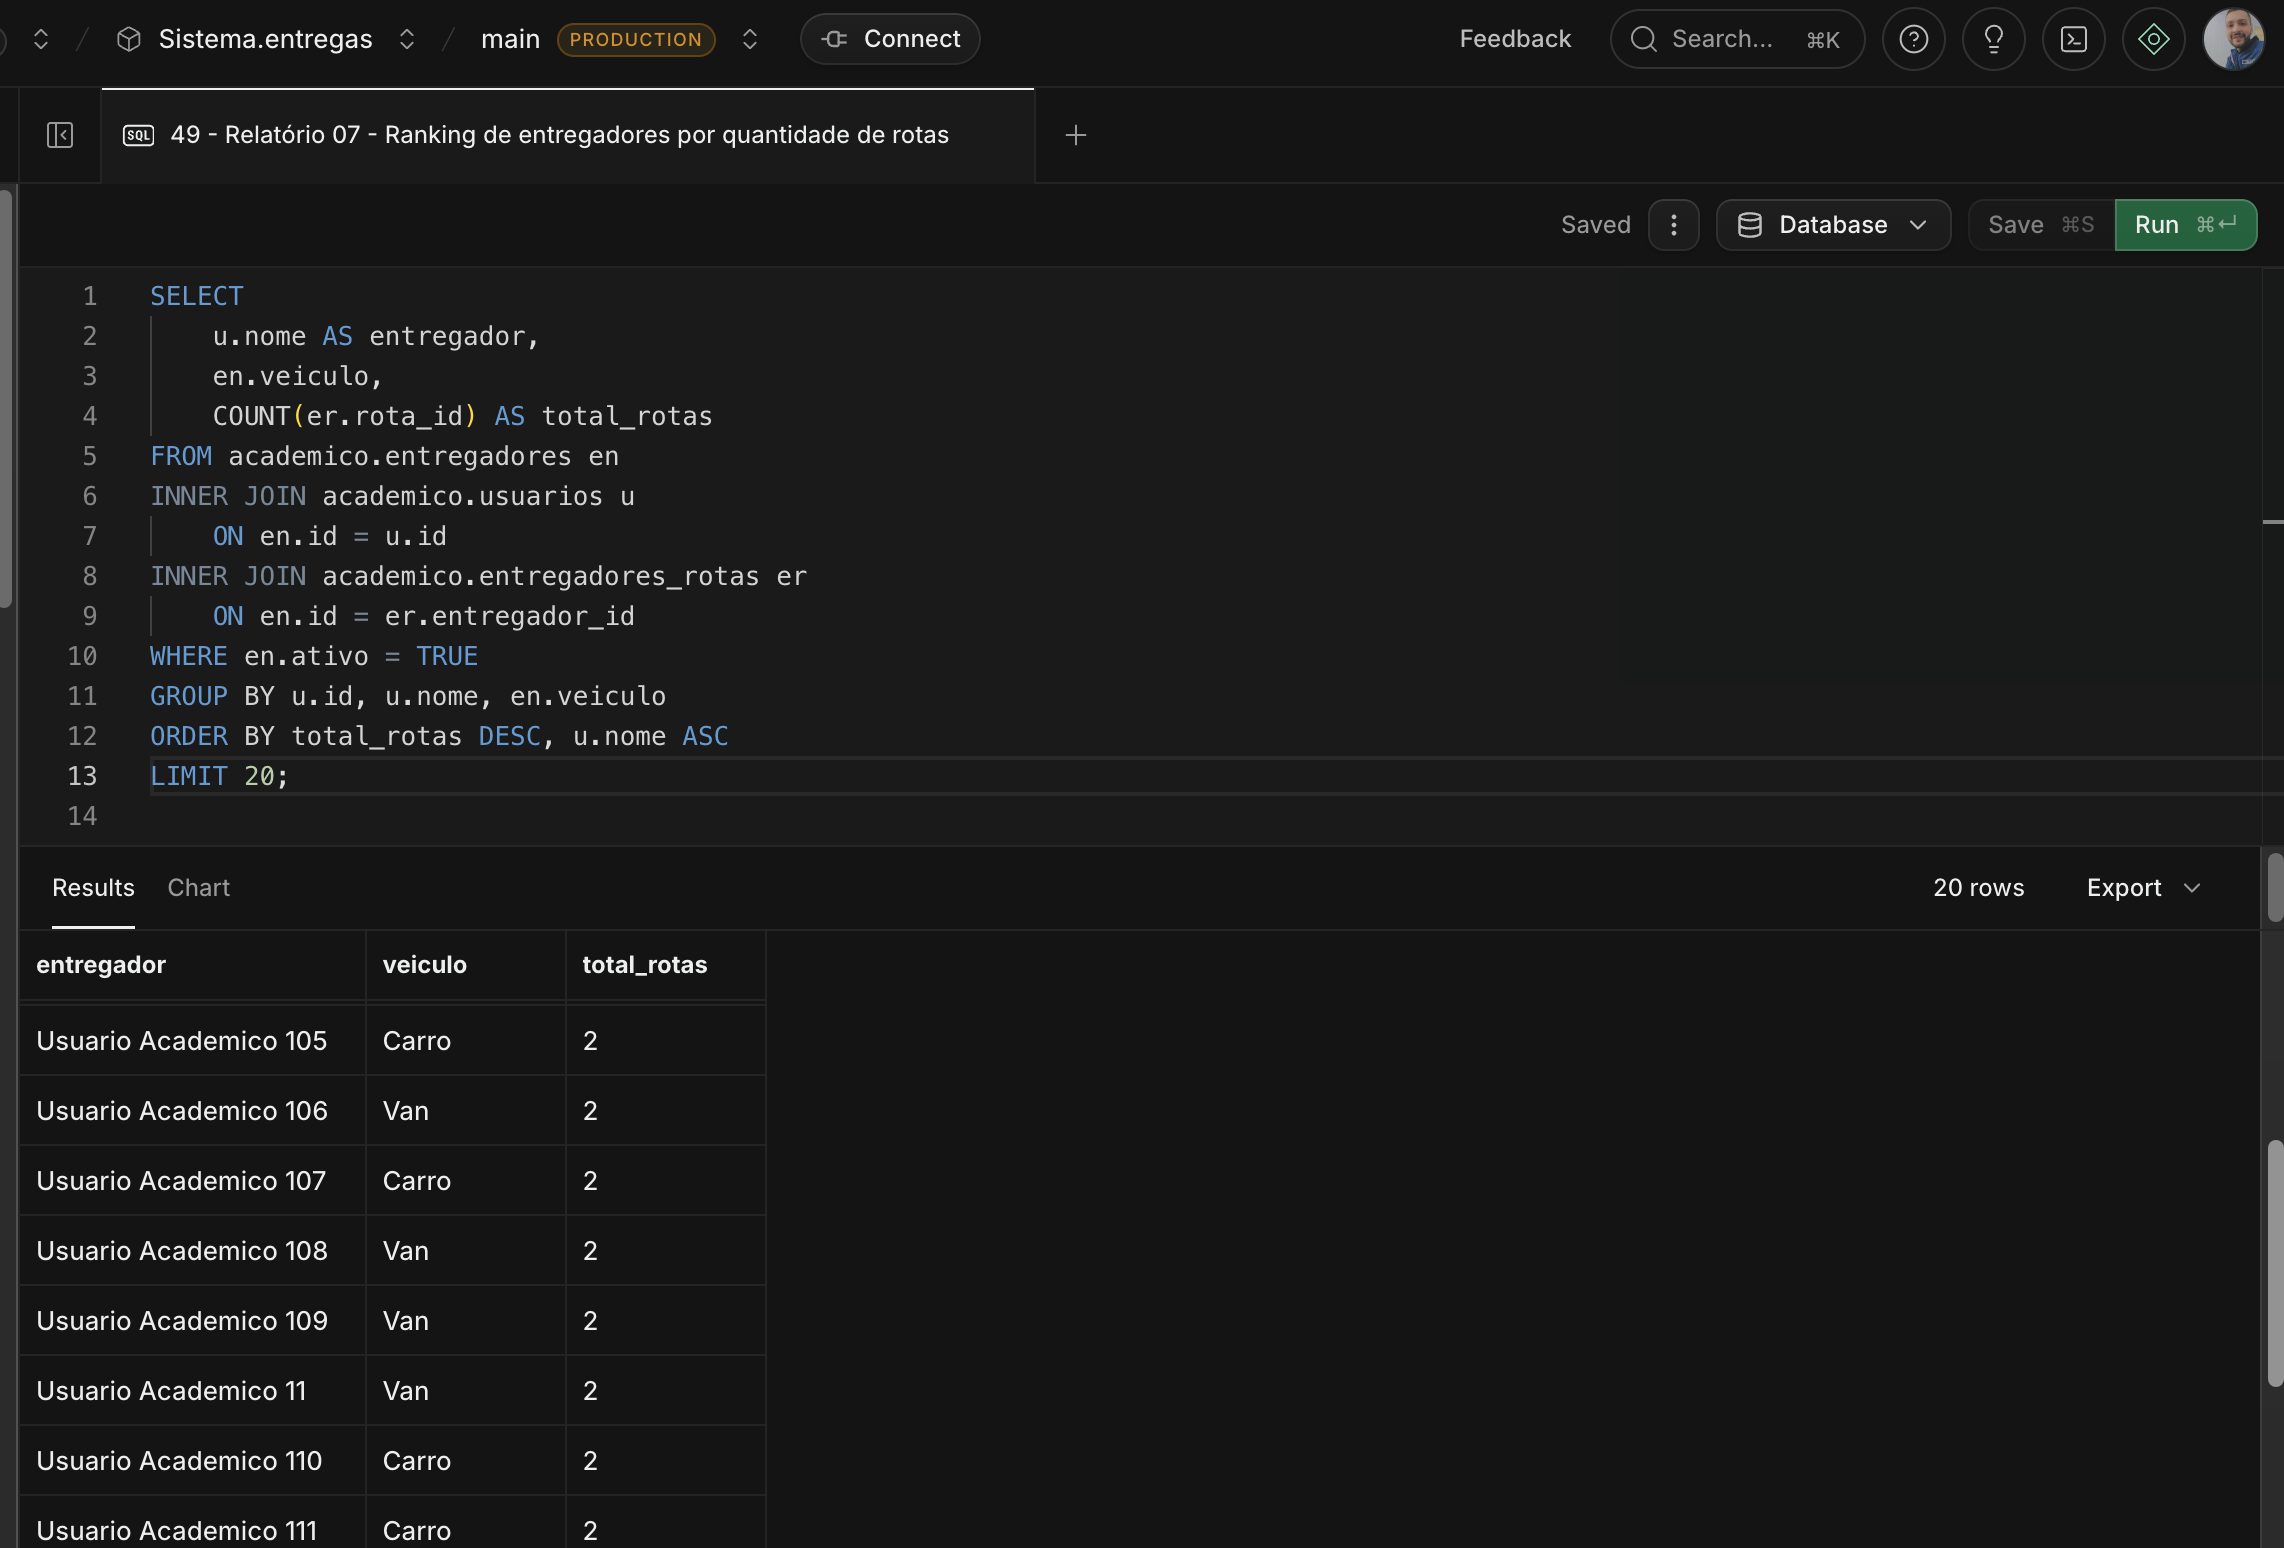 Sistema.entregas
main PRODUCTION
Connect
Feedback
Search... ⌘K
SQL 49 - Relatório 07 - Ranking de entregadores por quantidade de rotas
Saved
Database
Save ⌘S
Run ⌘↵
1 SELECT
2 u.nome AS entregador,
3 en.veiculo,
4 COUNT(er.rota_id) AS total_rotas
5 FROM academico.entregadores en
6 INNER JOIN academico.usuarios u
7 ON en.id = u.id
8 INNER JOIN academico.entregadores_rotas er
9 ON en.id = er.entregador_id
10 WHERE en.ativo = TRUE
11 GROUP BY u.id, u.nome, en.veiculo
12 ORDER BY total_rotas DESC, u.nome ASC
13 LIMIT 20;
14
Results Chart 20 rows Export
entregador veiculo total_rotas
Usuario Academico 105 Carro 2
Usuario Academico 106 Van 2
Usuario Academico 107 Carro 2
Usuario Academico 108 Van 2
Usuario Academico 109 Van 2
Usuario Academico 11 Van 2
Usuario Academico 110 Carro 2
Usuario Academico 111 Carro 2